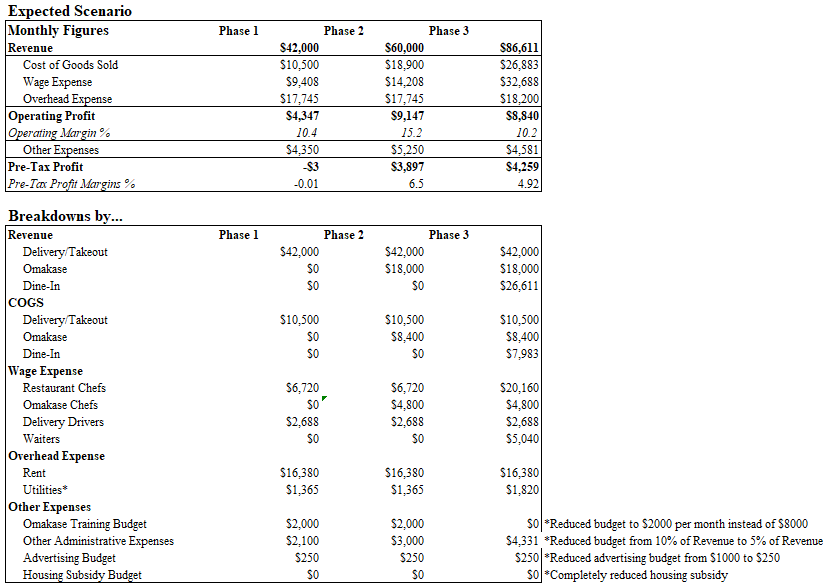 Expected Scenario
Monthly Figures Phase 1 Phase 2 Phase 3
Revenue $42,000 $60,000 $86,611
Cost of Goods Sold $10,500 $18,900 $26,883
Wage Expense $9,408 $14,208 $32,688
Overhead Expense $17,745 $17,745 $18,200
Operating Profit $4,347 $9,147 $8,840
Operating Margin % 10.4 15.2 10.2
Other Expenses $4,350 $5,250 $4,581
Pre-Tax Profit -$3 $3,897 $4,259
Pre-Tax Profit Margins % -0.01 6.5 4.92
Breakdowns by...
Revenue Phase 1 Phase 2 Phase 3
Delivery/Takeout $42,000 $42,000 $42,000
Omakase $0 $18,000 $18,000
Dine-In $0 $0 $26,611
COGS
Delivery/Takeout $10,500 $10,500 $10,500
Omakase $0 $8,400 $8,400
Dine-In $0 $0 $7,983
Wage Expense
Restaurant Chefs $6,720 $6,720 $20,160
Omakase Chefs $0 $4,800 $4,800
Delivery Drivers $2,688 $2,688 $2,688
Waiters $0 $0 $5,040
Overhead Expense
Rent $16,380 $16,380 $16,380
Utilities* $1,365 $1,365 $1,820
Other Expenses
Omakase Training Budget $2,000 $2,000 $0 *Reduced budget to $2000 per month instead of $8000
Other Administrative Expenses $2,100 $3,000 $4,331 *Reduced budget from 10% of Revenue to 5% of Revenue
Advertising Budget $250 $250 $250 *Reduced advertising budget from $1000 to $250
Housing Subsidy Budget $0 $0 $0 *Completely reduced housing subsidy